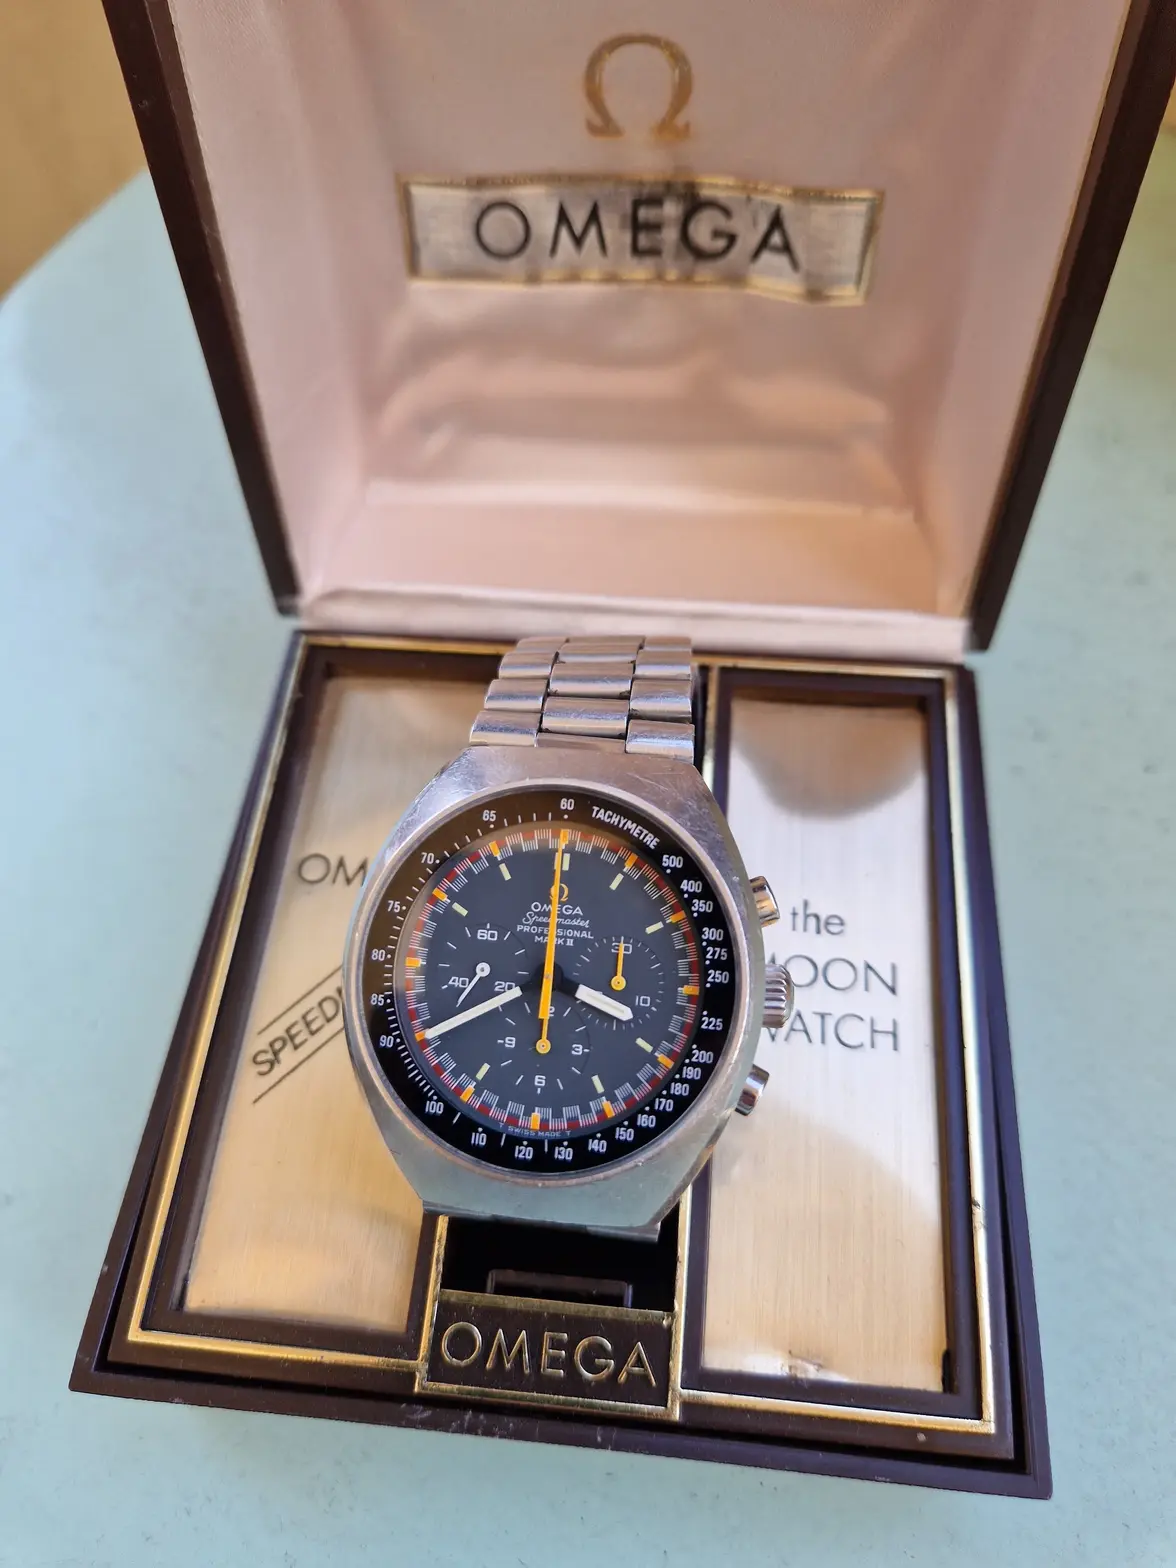 Ω
OMEGA
OM
SPEED
the
OON
WATCH
60
TACHYMETRE
500
400
350
300
275
250
225
200
190
180
170
160
150
140
130
120
110
100
90
85
80
75
70
65
Ω
OMEGA
Speedmaster
PROFESSIONAL
MARK II
60
40
20
30
10
9
3
6
SWISS MADE T
OMEGA